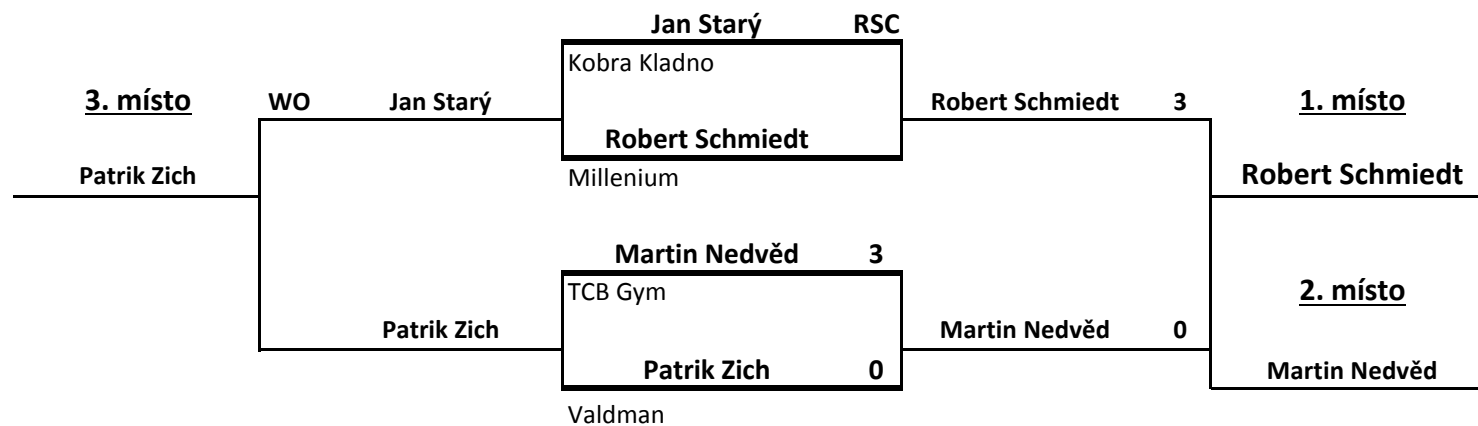 Jan Starý RSC
Kobra Kladno
3. místo WO Jan Starý Robert Schmiedt 3 1. místo
Robert Schmiedt
Patrik Zich Millenium Robert Schmiedt
Martin Nedvěd 3
TCB Gym 2. místo
Patrik Zich Martin Nedvěd 0
Patrik Zich 0 Martin Nedvěd
Valdman